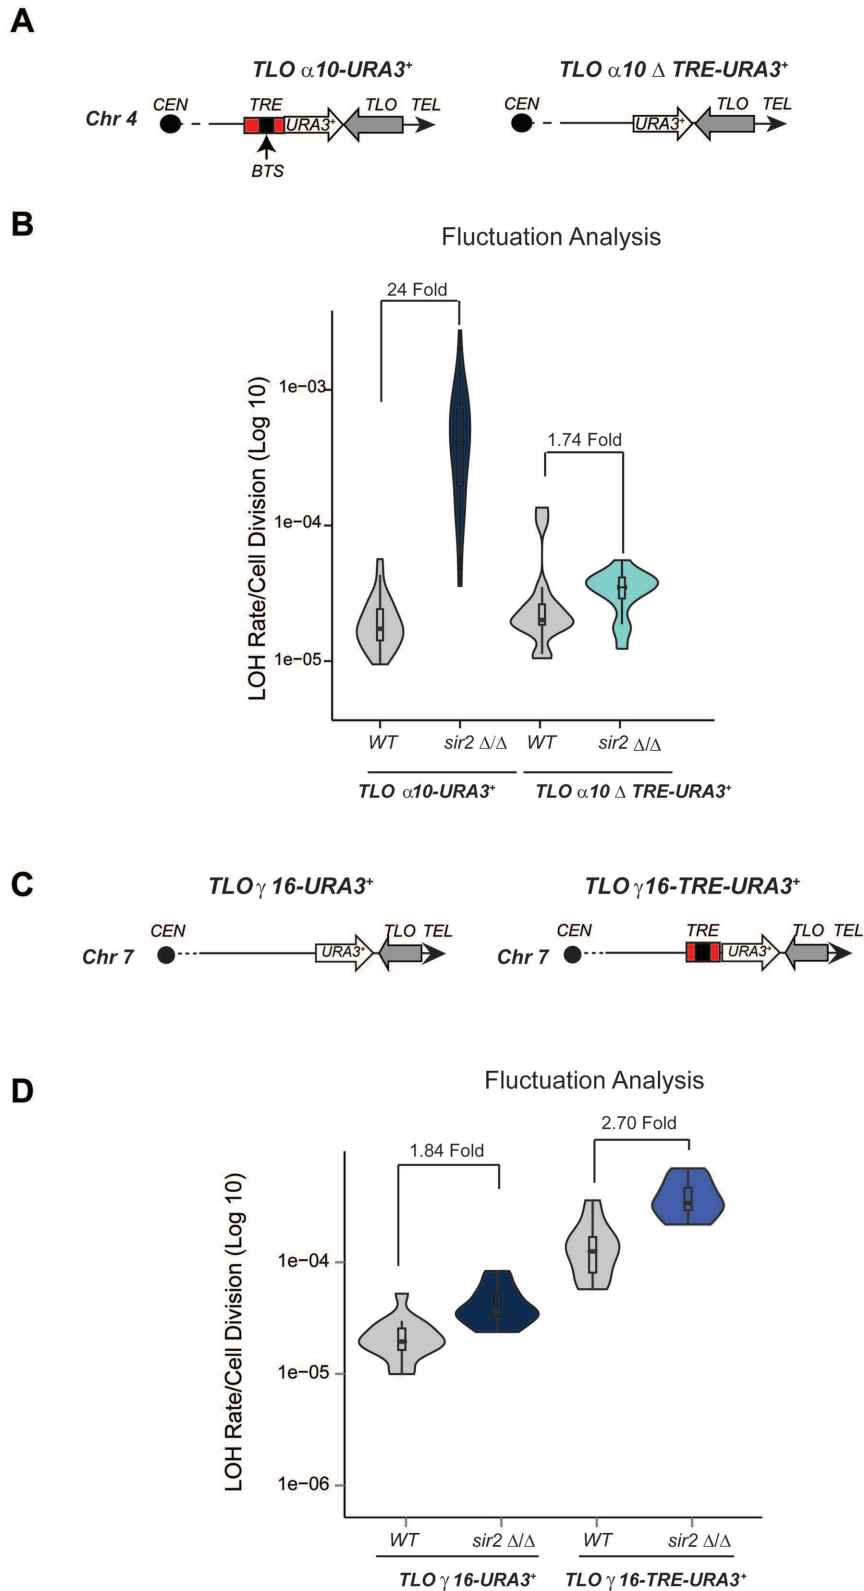 A
TLO α10-URA3⁺
TLO α10 Δ TRE-URA3⁺
CEN TRE TLO TEL
CEN TLO TEL
Chr 4
URA3⁺
URA3⁺
BTS
B
Fluctuation Analysis
24 Fold
1e−03
1.74 Fold
LOH Rate/Cell Division (Log 10)
1e−04
1e−05
WT sir2 Δ/Δ WT sir2 Δ/Δ
TLO α10-URA3⁺ TLO α10 Δ TRE-URA3⁺
C
TLO γ 16-URA3⁺
TLO γ16-TRE-URA3⁺
CEN TLO TEL
CEN TRE TLO TEL
Chr 7 URA3⁺
Chr 7 URA3⁺
D
Fluctuation Analysis
2.70 Fold
1.84 Fold
LOH Rate/Cell Division (Log 10)
1e−04
1e−05
1e−06
WT sir2 Δ/Δ WT sir2 Δ/Δ
TLO γ 16-URA3⁺ TLO γ 16-TRE-URA3⁺